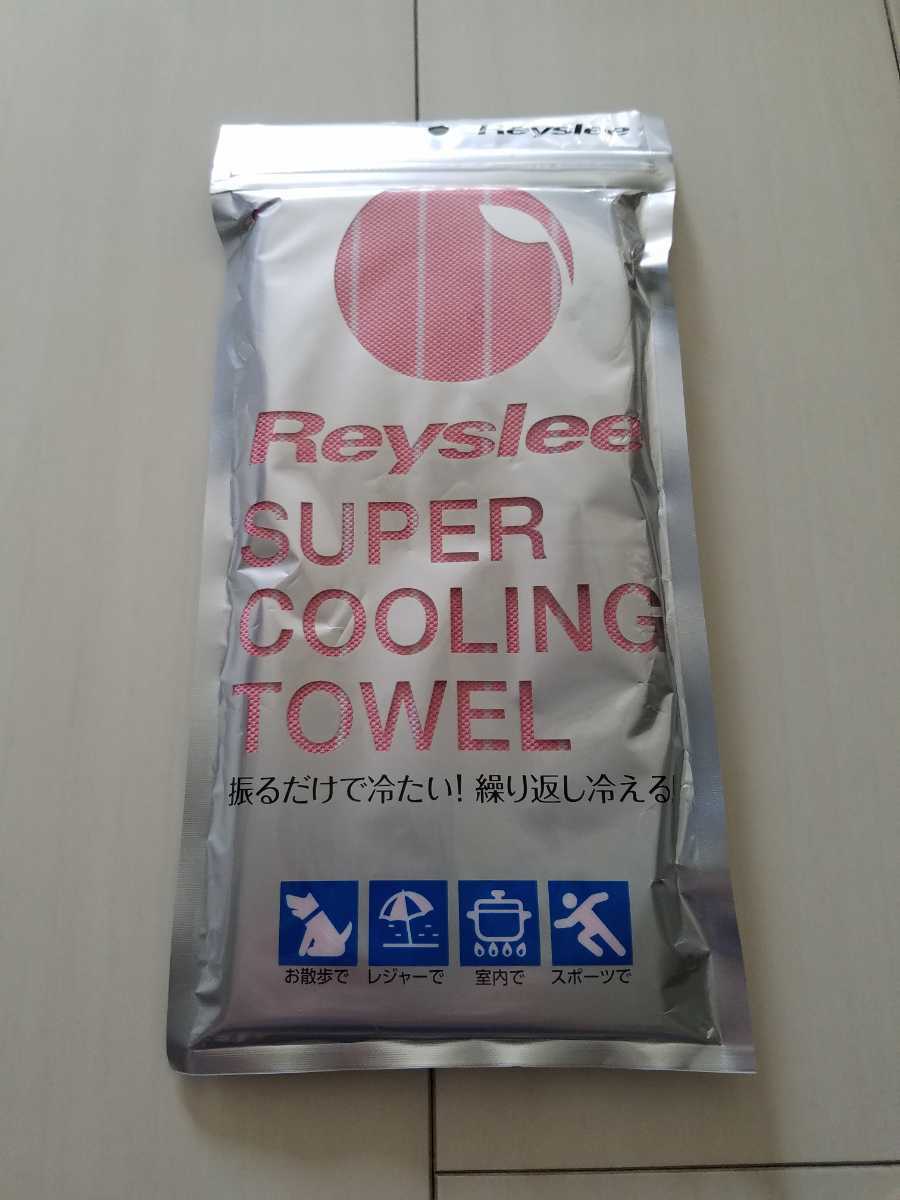 Reyslee
Reyslee
SUPER
COOLING
TOWEL
振るだけで冷たい! 繰り返し冷える!
お散歩で レジャーで 室内で スポーツで